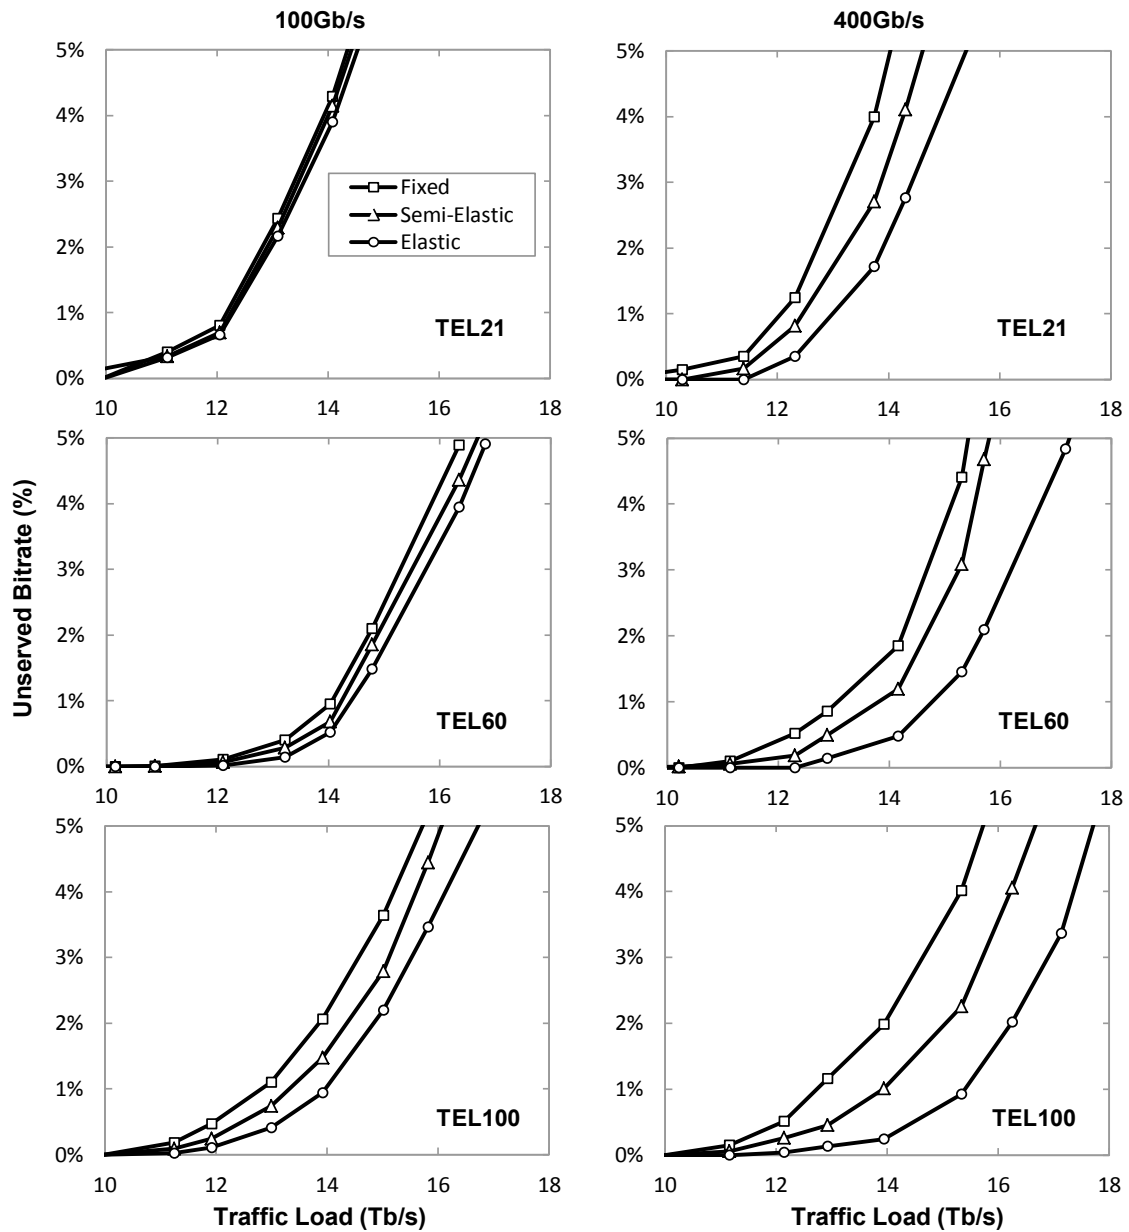 100Gb/s
400Gb/s
5%
4%
3%
2%
1%
0%
Fixed
Semi-Elastic
Elastic
TEL21
10 12 14 16 18
5%
4%
3%
2%
1%
0%
TEL21
10 12 14 16 18
Unserved Bitrate (%)
5%
4%
3%
2%
1%
0%
TEL60
10 12 14 16 18
5%
4%
3%
2%
1%
0%
TEL60
10 12 14 16 18
5%
4%
3%
2%
1%
0%
TEL100
10 12 14 16 18
Traffic Load (Tb/s)
5%
4%
3%
2%
1%
0%
TEL100
10 12 14 16 18
Traffic Load (Tb/s)